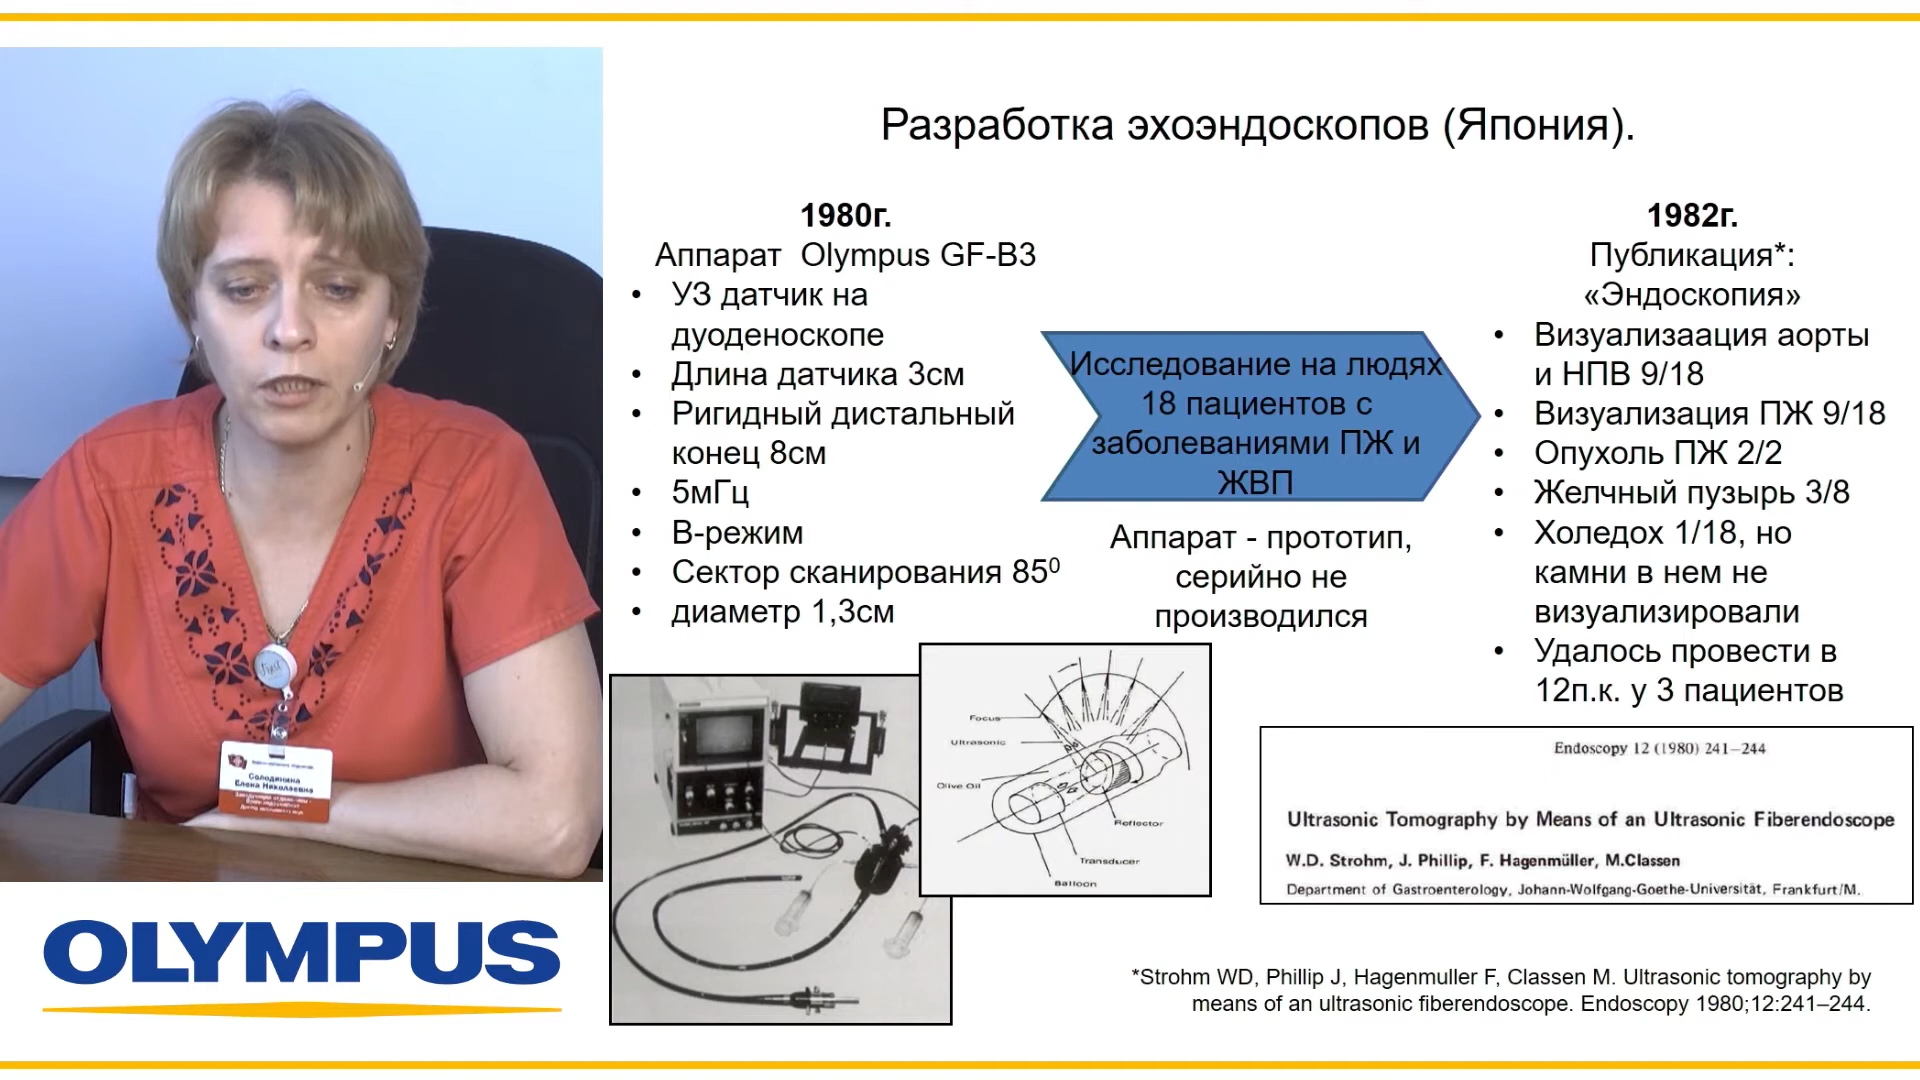 Разработка эхоэндоскопов (Япония).
1980г.
Аппарат Olympus GF-B3
• УЗ датчик на
дуоденоскопе
• Длина датчика 3см
• Ригидный дистальный
конец 8см
• 5мГц
• В-режим
• Сектор сканирования 85⁰
• диаметр 1,3см
Исследование на людях
18 пациентов с
заболеваниями ПЖ и
ЖВП
Аппарат - прототип,
серийно не
производился
1982г.
Публикация*:
«Эндоскопия»
• Визуализаация аорты
и НПВ 9/18
• Визуализация ПЖ 9/18
• Опухоль ПЖ 2/2
• Желчный пузырь 3/8
• Холедох 1/18, но
камни в нем не
визуализировали
• Удалось провести в
12п.к. у 3 пациентов
Focus
Ultrasonic
Olive Oil
Reflector
Transducer
Balloon
Endoscopy 12 (1980) 241–244
Ultrasonic Tomography by Means of an Ultrasonic Fiberendoscope
W.D. Strohm, J. Phillip, F. Hagenmüller, M.Classen
Department of Gastroenterology, Johann-Wolfgang-Goethe-Universität, Frankfurt/M.
*Strohm WD, Phillip J, Hagenmuller F, Classen M. Ultrasonic tomography by
means of an ultrasonic fiberendoscope. Endoscopy 1980;12:241–244.
Солодинина
Елена Николаевна
OLYMPUS